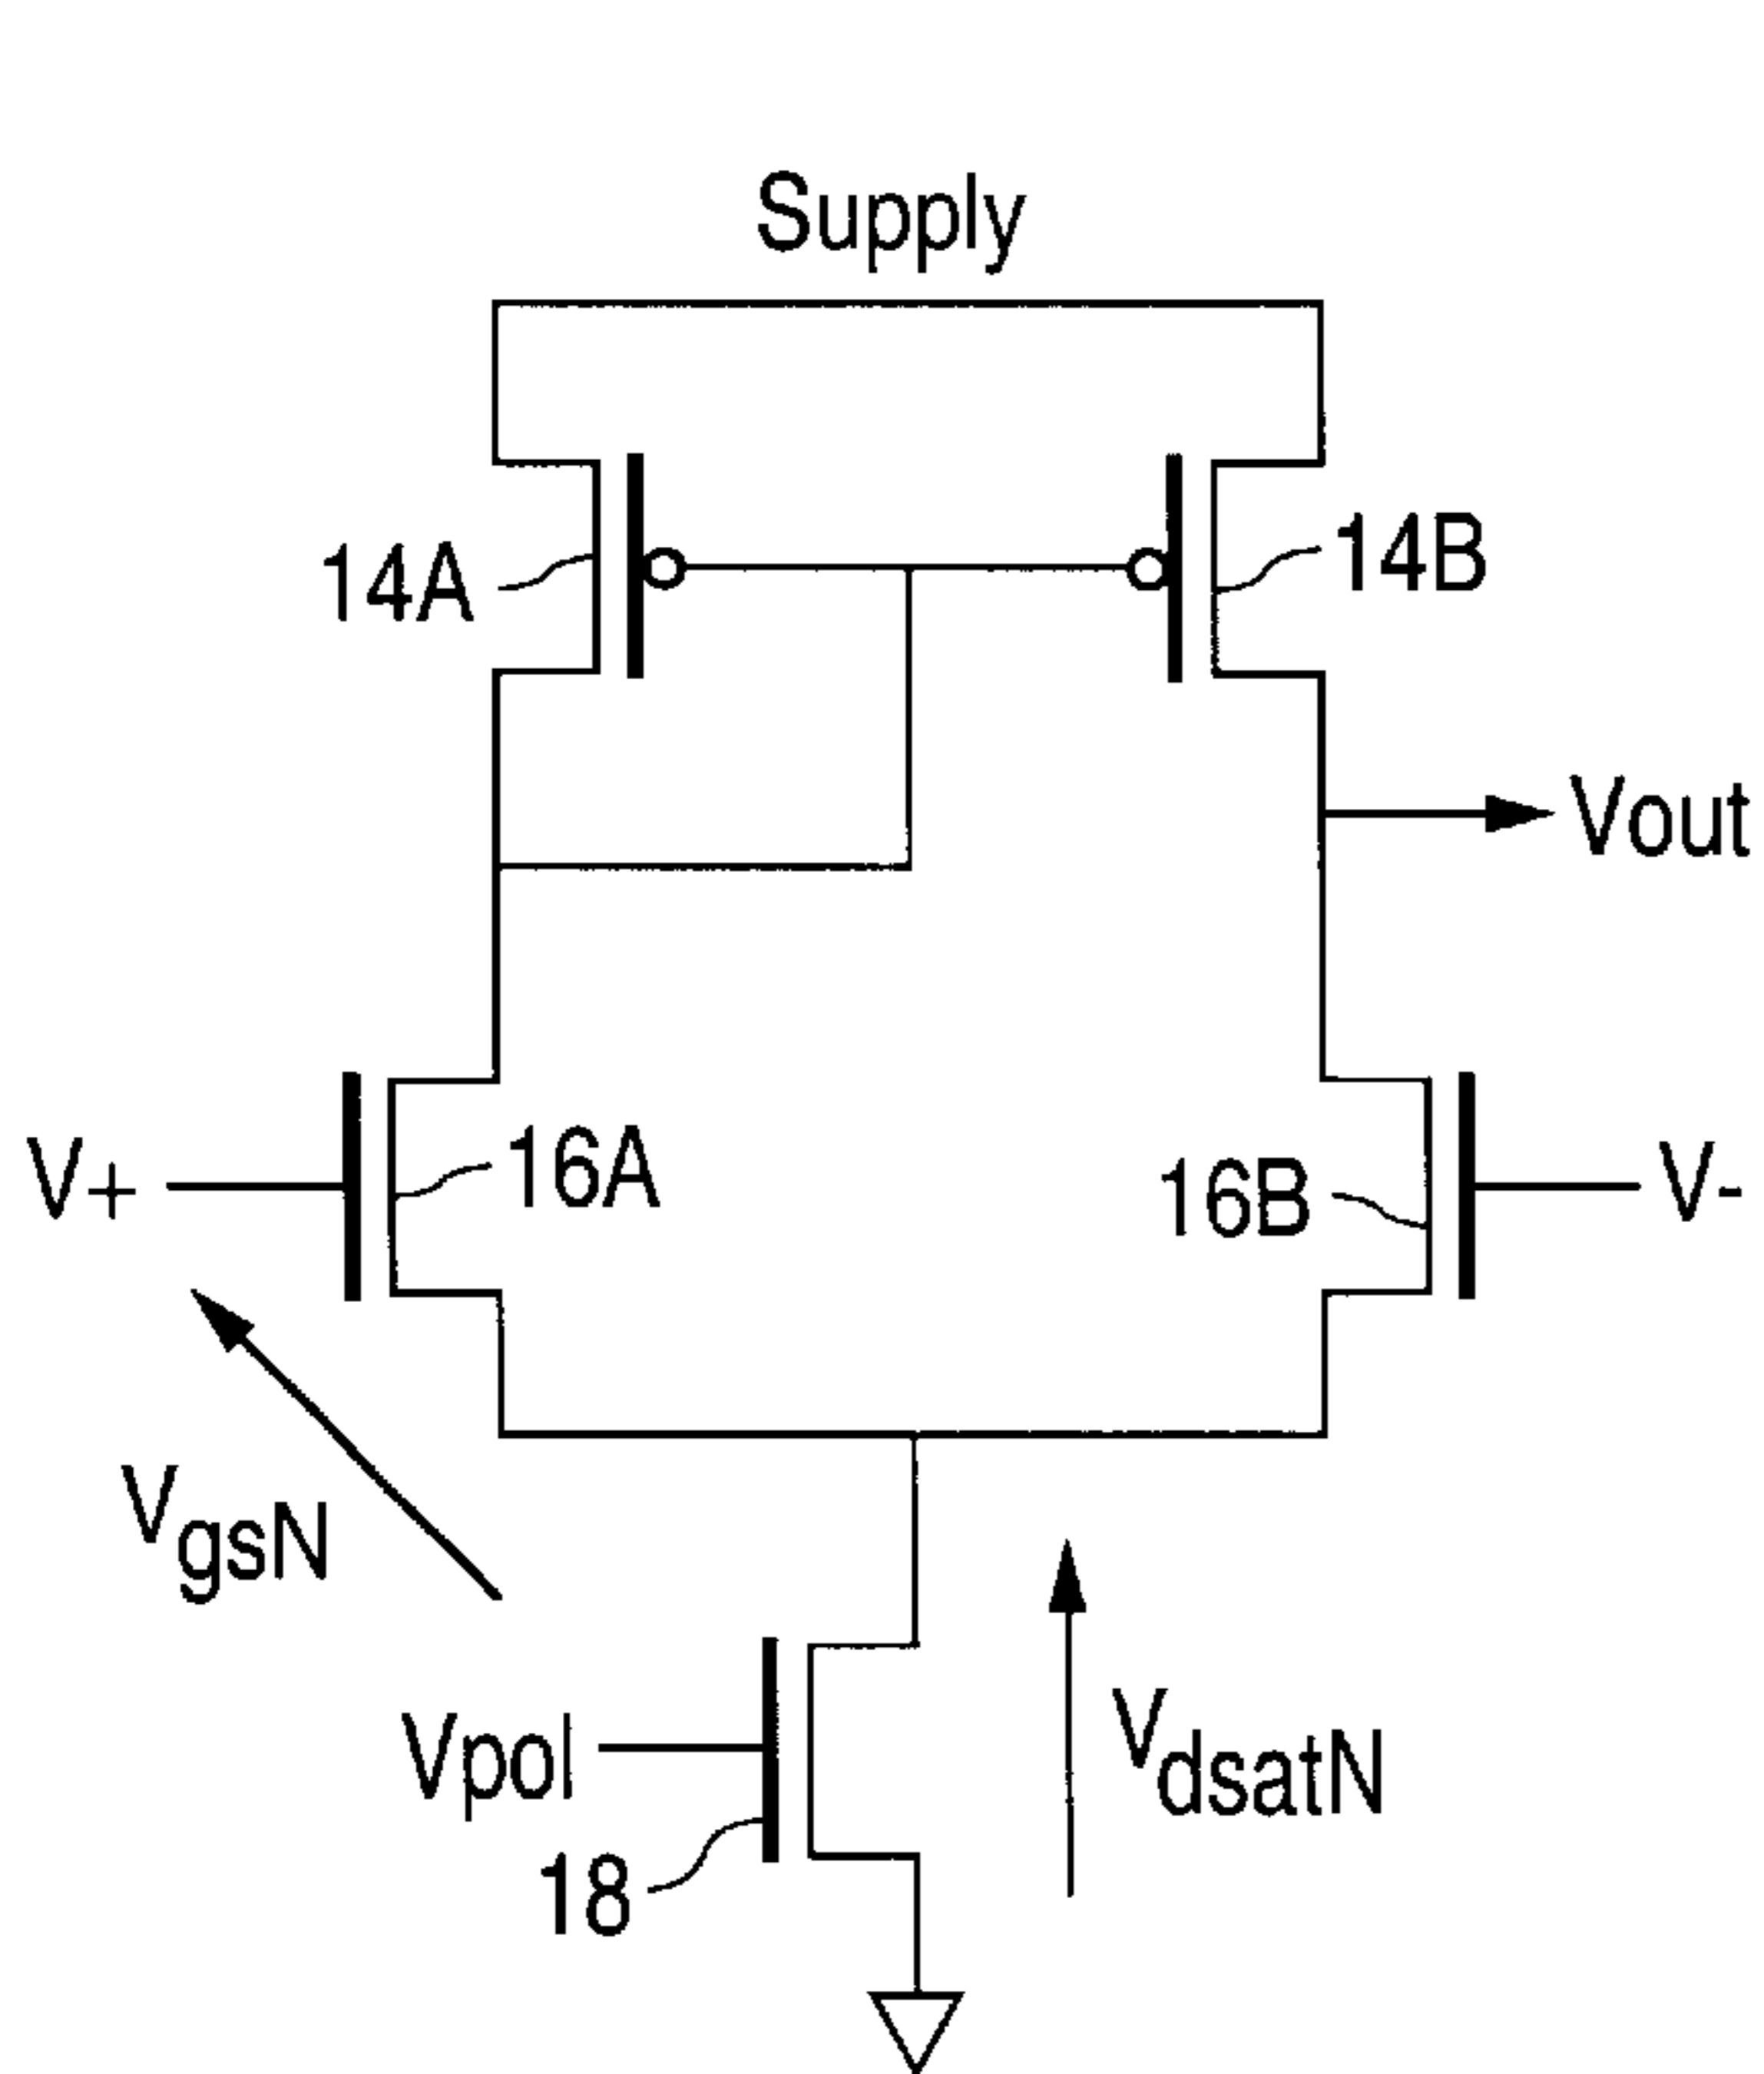 Supply
14A
14B
Vout
V+
16A
16B
V-
VgsN
Vpol
VdsatN
18